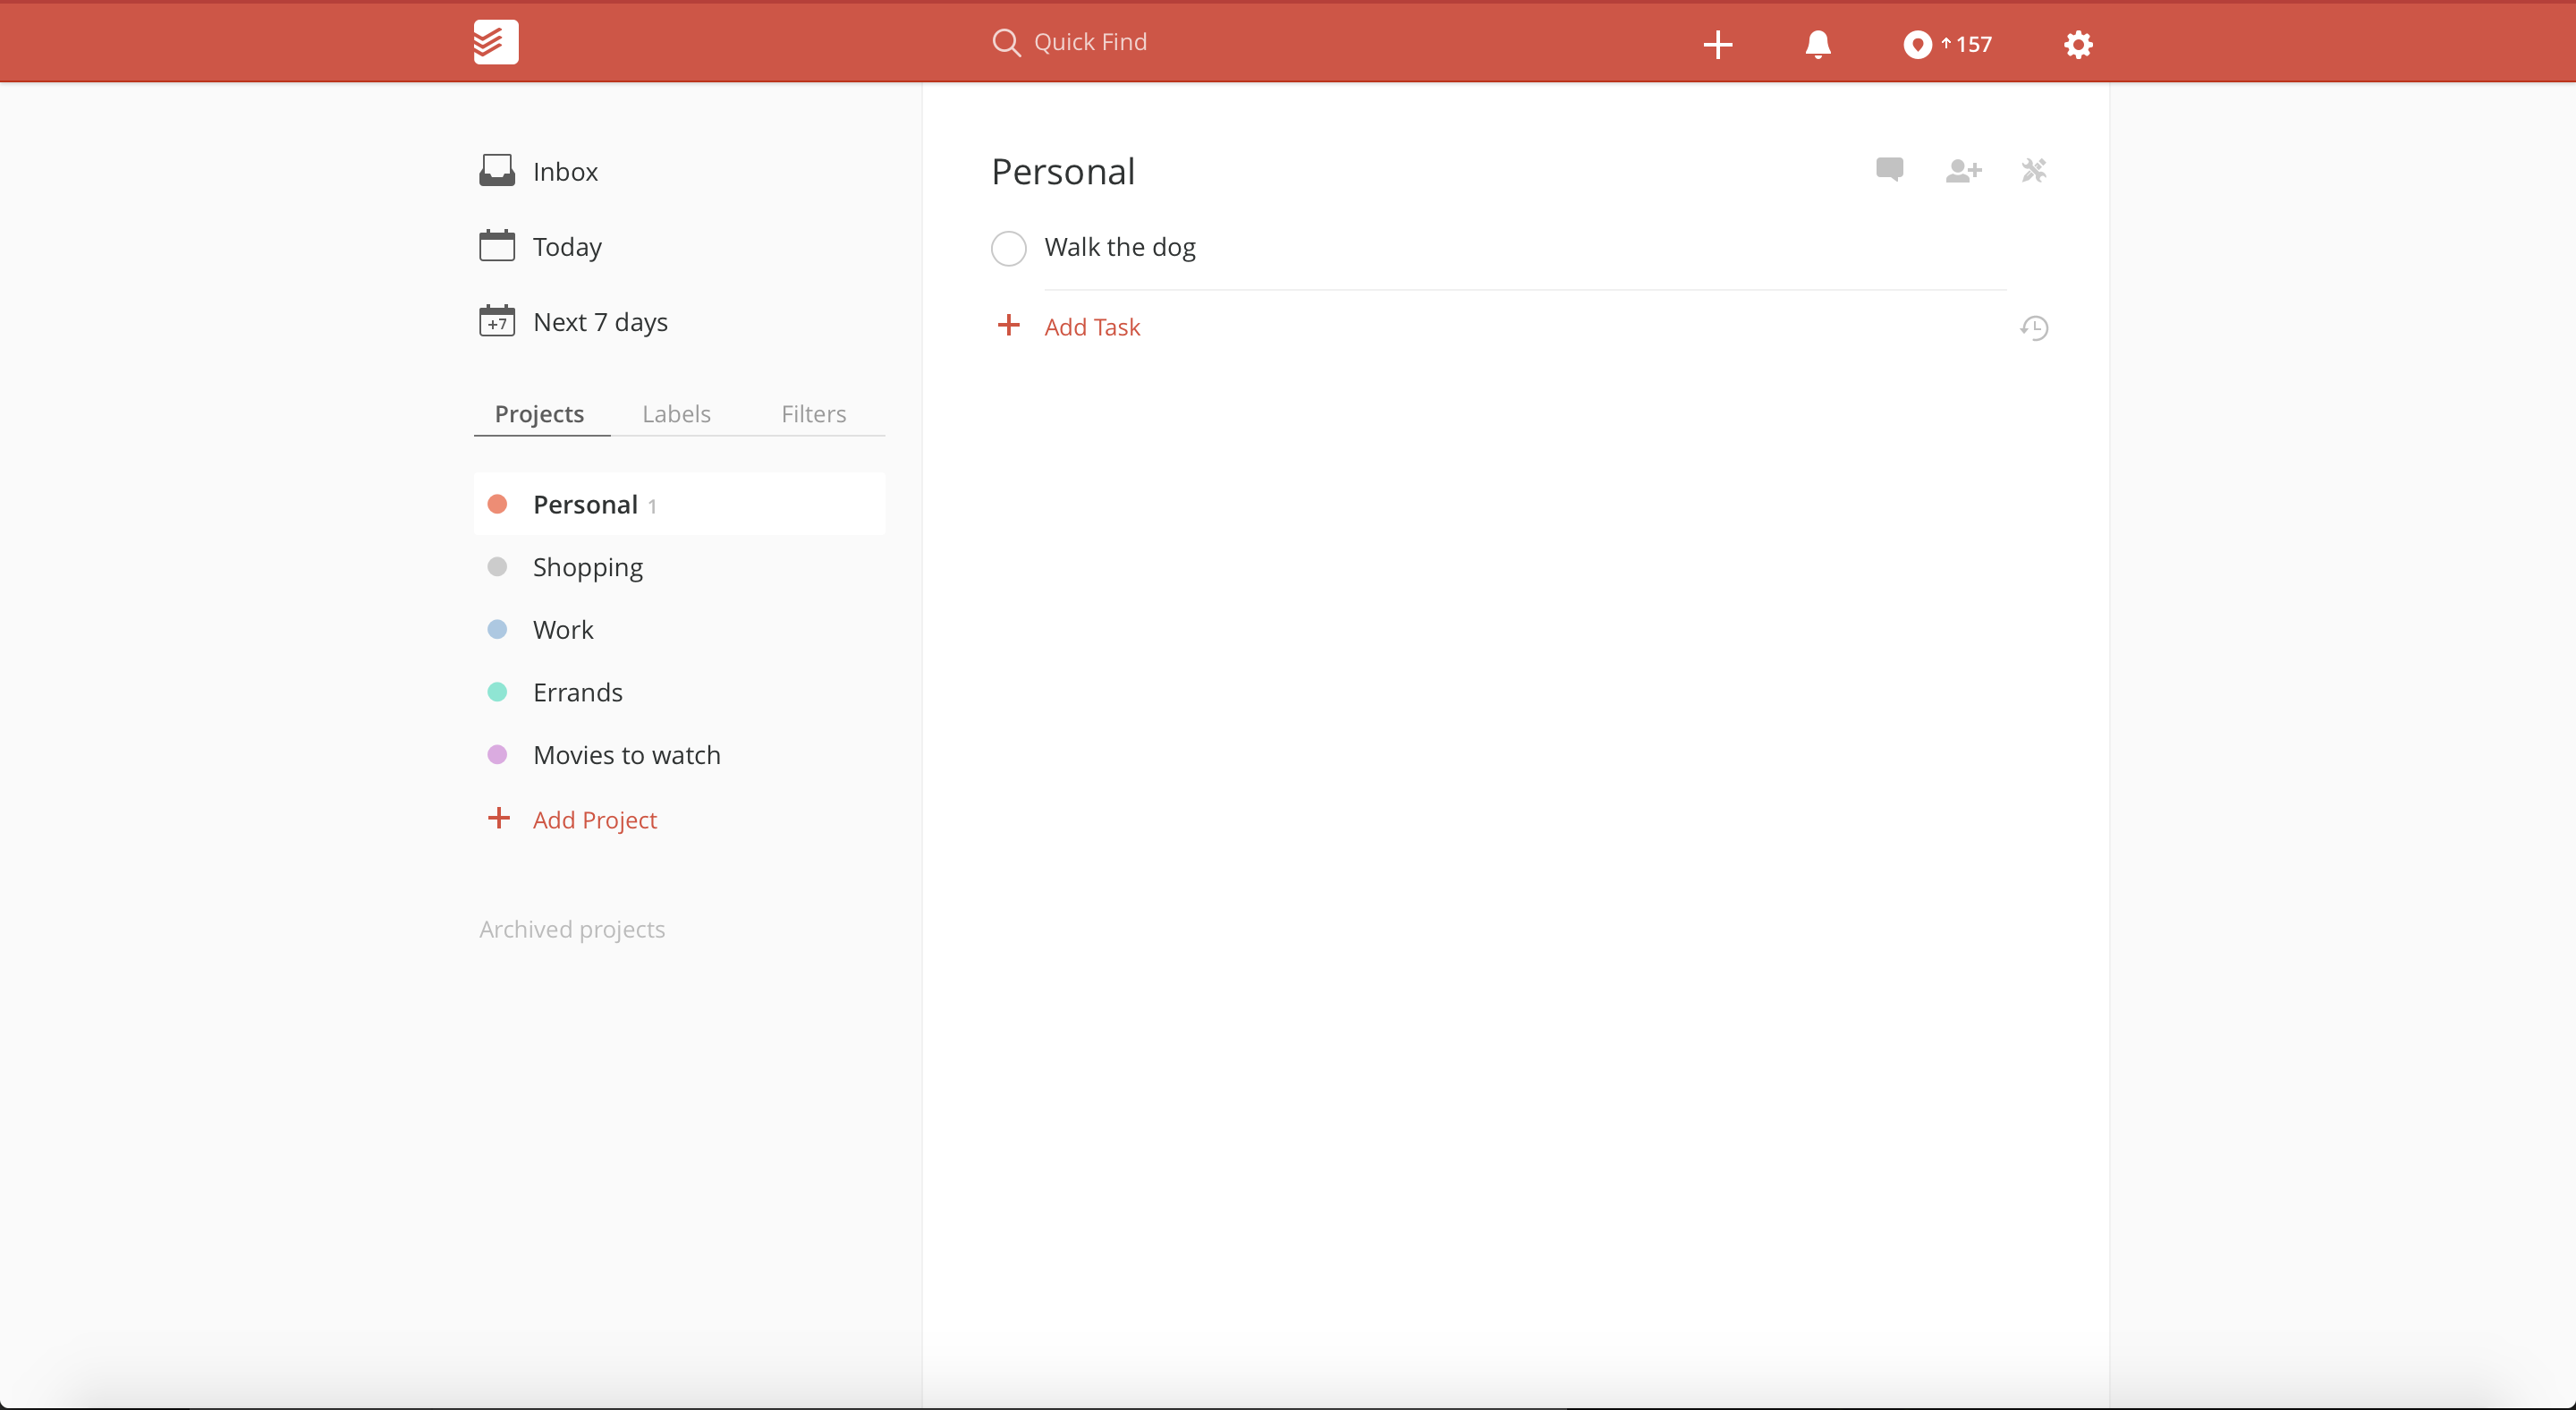 Quick Find
157
Inbox
Today
+7 Next 7 days
Projects Labels Filters
Personal 1
Shopping
Work
Errands
Movies to watch
+ Add Project
Archived projects
Personal
Walk the dog
+ Add Task